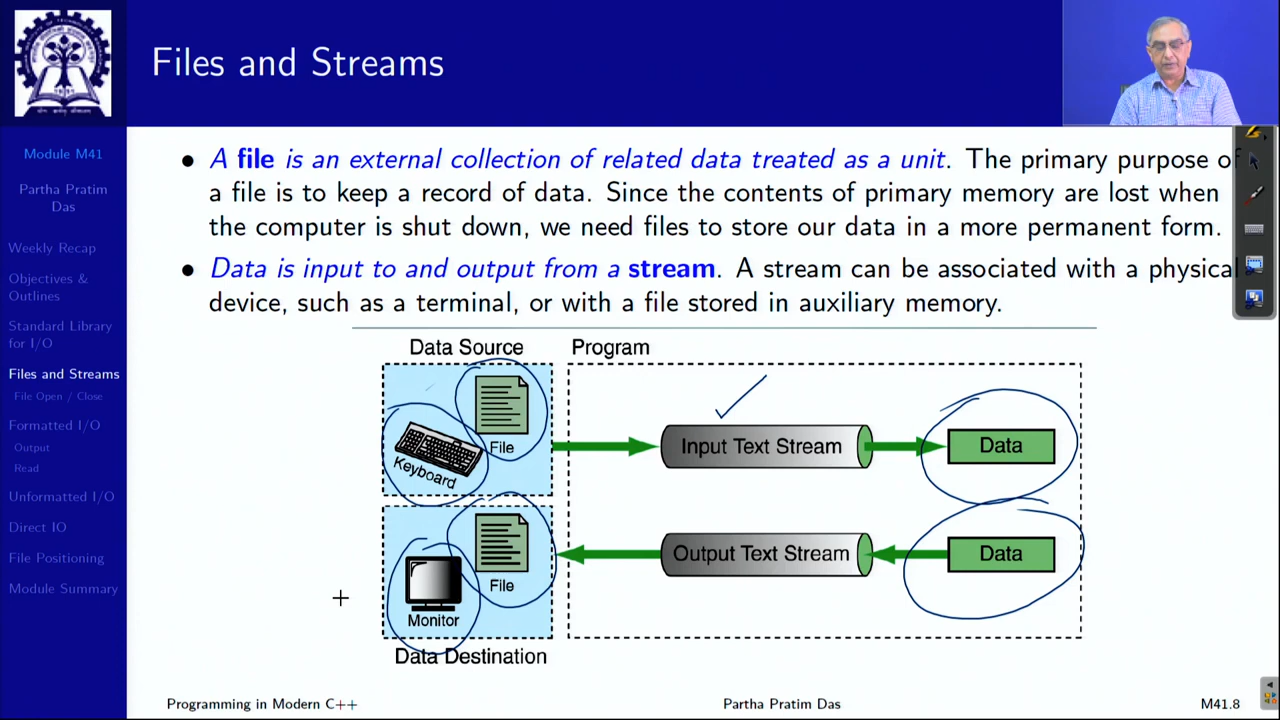 Files and Streams
Module M41
Partha Pratim
Das
Weekly Recap
Objectives &
Outlines
Standard Library
for I/O
Files and Streams
File Open / Close
Formatted I/O
Output
Read
Unformatted I/O
Direct IO
File Positioning
Module Summary
• A file is an external collection of related data treated as a unit. The primary purpose of
a file is to keep a record of data. Since the contents of primary memory are lost when
the computer is shut down, we need files to store our data in a more permanent form.
• Data is input to and output from a stream. A stream can be associated with a physical
device, such as a terminal, or with a file stored in auxiliary memory.
Data Source
Program
File
Keyboard
Input Text Stream
Data
File
Monitor
Output Text Stream
Data
Data Destination
Programming in Modern C++
Partha Pratim Das
M41.8